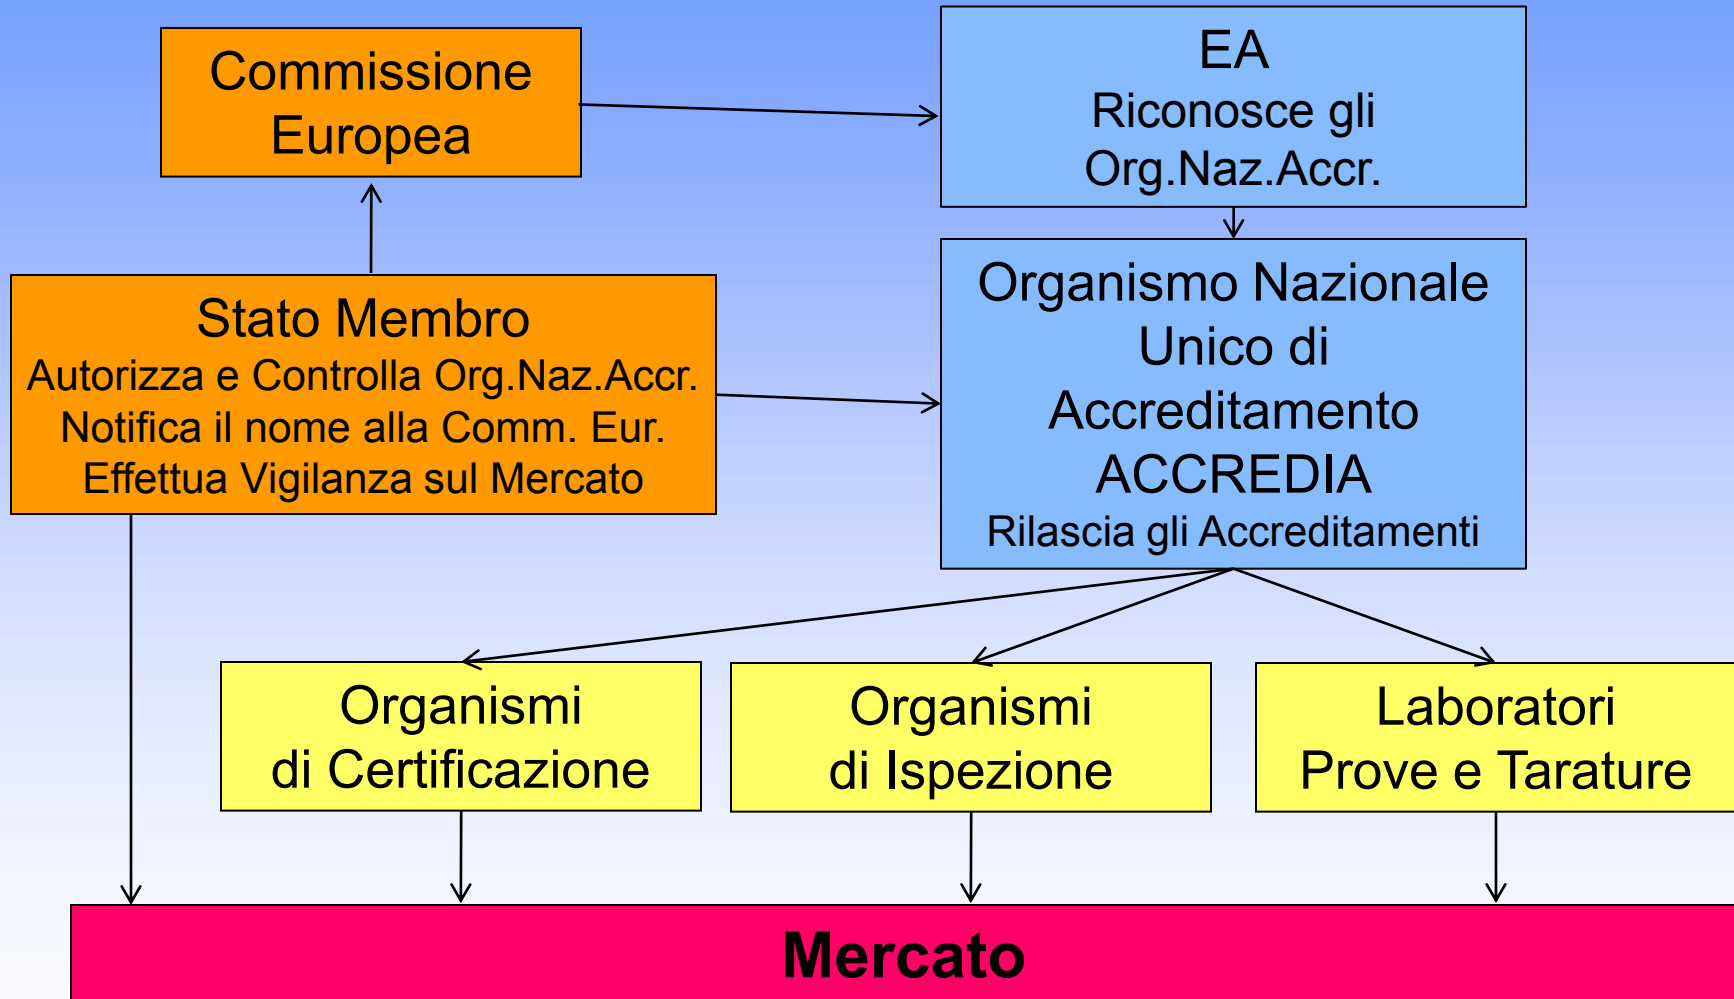 Commissione
Europea
EA
Riconosce gli
Org.Naz.Accr.
Stato Membro
Autorizza e Controlla Org.Naz.Accr.
Notifica il nome alla Comm. Eur.
Effettua Vigilanza sul Mercato
Organismo Nazionale
Unico di
Accreditamento
ACCREDIA
Rilascia gli Accreditamenti
Organismi
di Certificazione
Organismi
di Ispezione
Laboratori
Prove e Tarature
Mercato